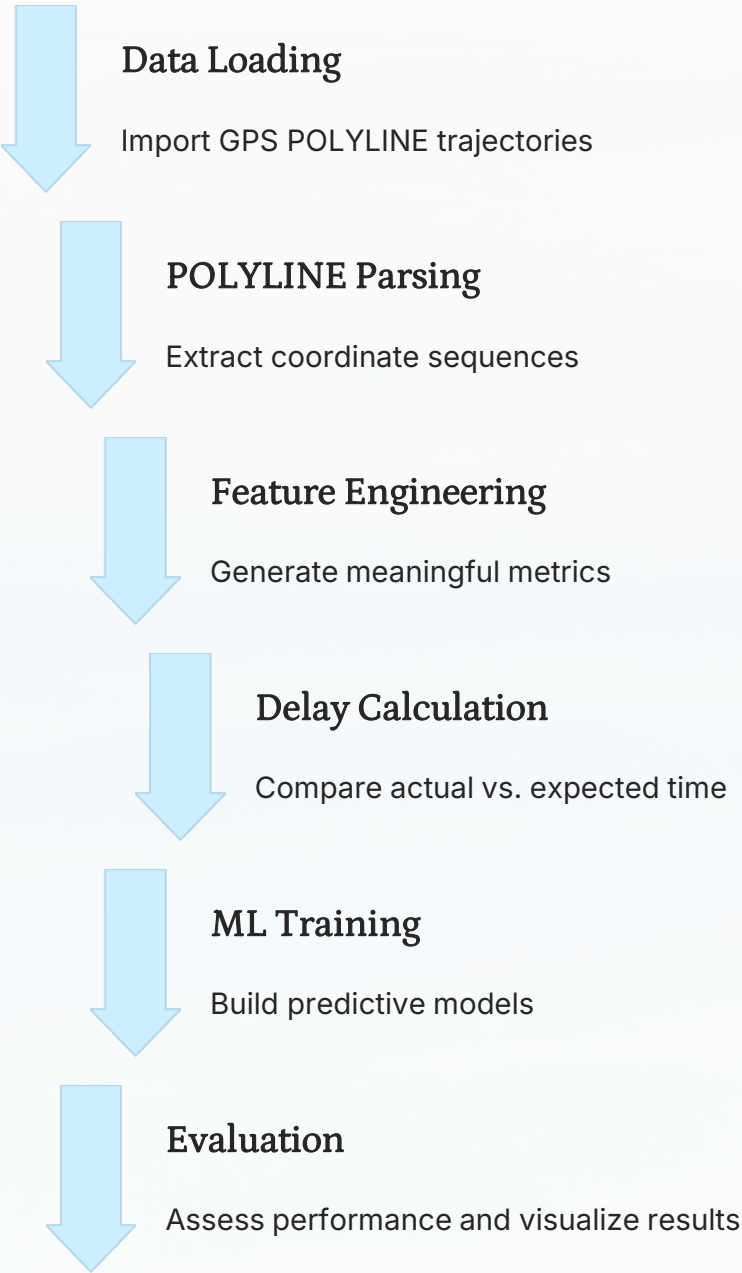 Data Loading
Import GPS POLYLINE trajectories
POLYLINE Parsing
Extract coordinate sequences
Feature Engineering
Generate meaningful metrics
Delay Calculation
Compare actual vs. expected time
ML Training
Build predictive models
Evaluation
Assess performance and visualize results